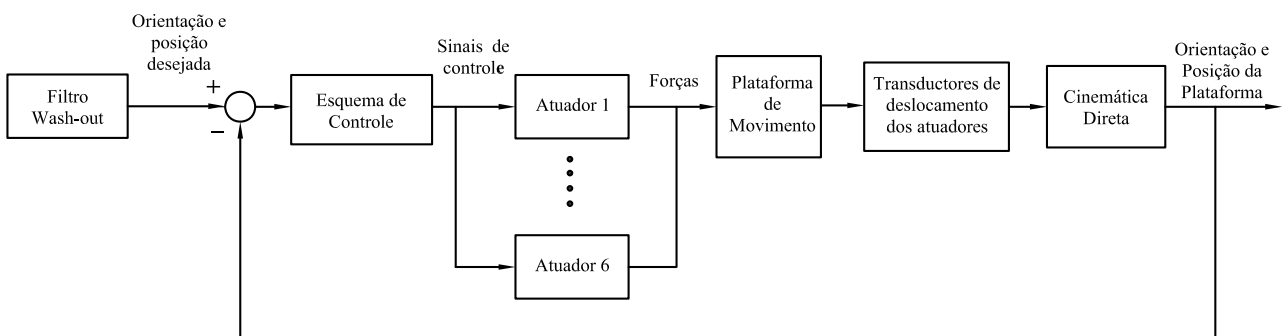 Orientação e
posição
desejada
Filtro
Wash-out
+
−
Esquema de
Controle
Sinais de
controle
Atuador 1
Atuador 6
Forças
Plataforma
de
Movimento
Transductores de
deslocamento
dos atuadores
Cinemática
Direta
Orientação e
Posição da
Plataforma